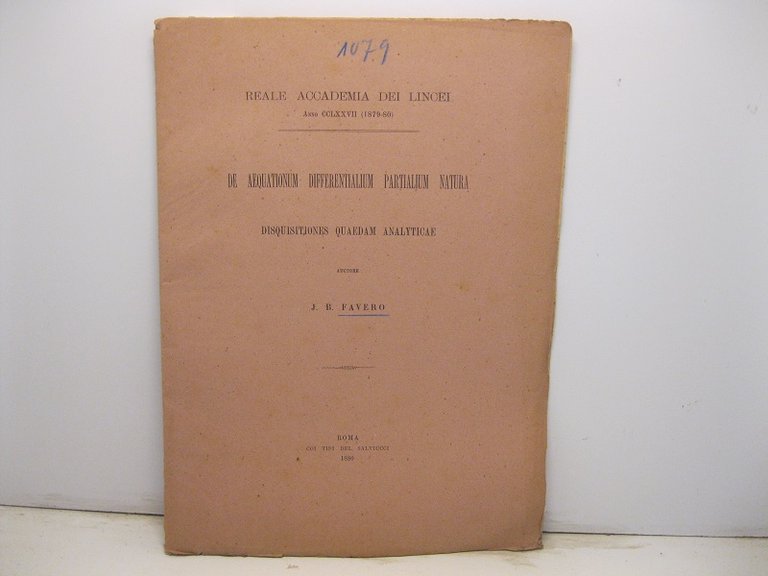 1079
REALE ACCADEMIA DEI LINCEI
ANNO CCLXXVII (1879-80)
DE AEQUATIONUM DIFFERENTIALIUM PARTIALIUM NATURA
DISQUISITIONES QUAEDAM ANALYTICAE
AUCTORE
J. B. FAVERO
ROMA
COI TIPI DEL SALVIUCCI
1880